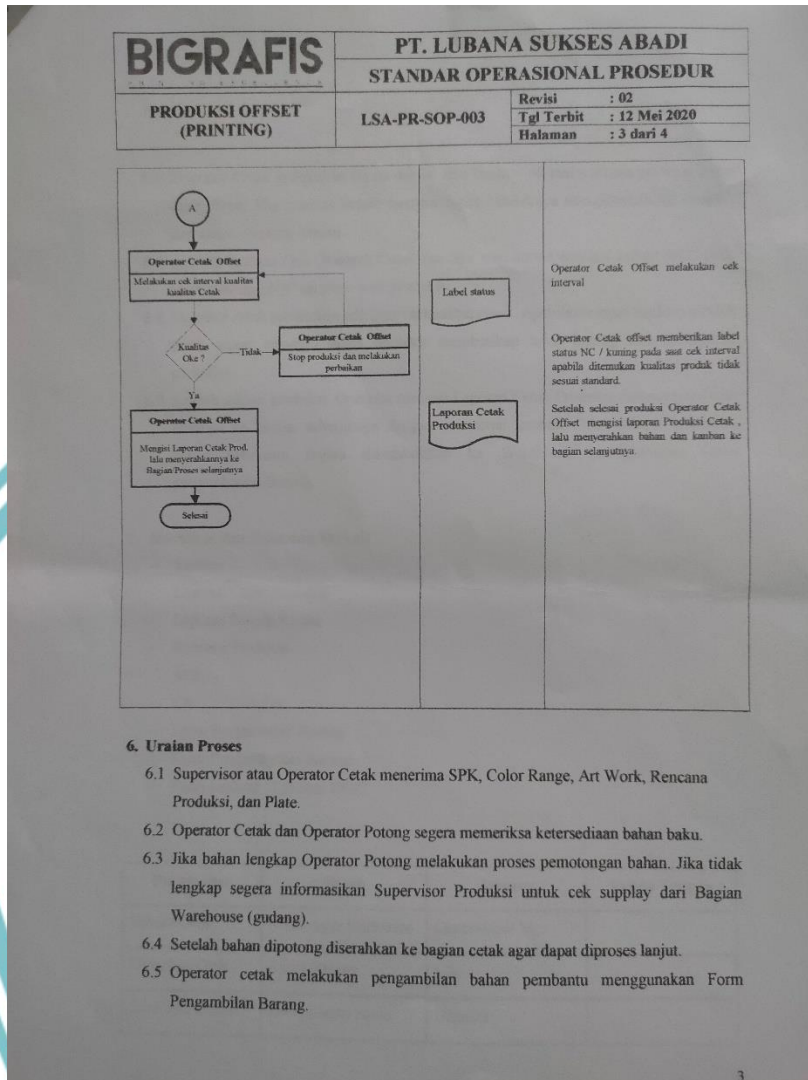 BIGRAFIS
PT. LUBANA SUKSES ABADI
STANDAR OPERASIONAL PROSEDUR
PRODUKSI OFFSET
(PRINTING)
LSA-PR-SOP-003
Revisi : 02
Tgl Terbit : 12 Mei 2020
Halaman : 3 dari 4
A
Operator Cetak Offset
Melakukan cek interval kualitas
kualitas Cetak
Kualitas
Oke ?
Tidak
Operator Cetak Offset
Stop produksi dan melakukan
perbaikan
Ya
Operator Cetak Offset
Mengisi Laporan Cetak Prod,
lalu menyerahkannya ke
Bagian Proses selanjutnya
Selesai
Label status
Laporan Cetak
Produksi
Operator Cetak Offset melakukan cek
interval
Operator Cetak offset memberikan label
status NC / kuning pada saat cek interval
apabila ditemukan kualitas produk tidak
sesuai standard.
Setelah selesai produksi Operator Cetak
Offset mengisi laporan Produksi Cetak ,
lalu menyerahkan bahan dan kanban ke
bagian selanjutnya.
6. Uraian Proses
6.1 Supervisor atau Operator Cetak menerima SPK, Color Range, Art Work, Rencana
Produksi, dan Plate.
6.2 Operator Cetak dan Operator Potong segera memeriksa ketersediaan bahan baku.
6.3 Jika bahan lengkap Operator Potong melakukan proses pemotongan bahan. Jika tidak
lengkap segera informasikan Supervisor Produksi untuk cek supplay dari Bagian
Warehouse (gudang).
6.4 Setelah bahan dipotong diserahkan ke bagian cetak agar dapat diproses lanjut.
6.5 Operator cetak melakukan pengambilan bahan pembantu menggunakan Form
Pengambilan Barang.
3